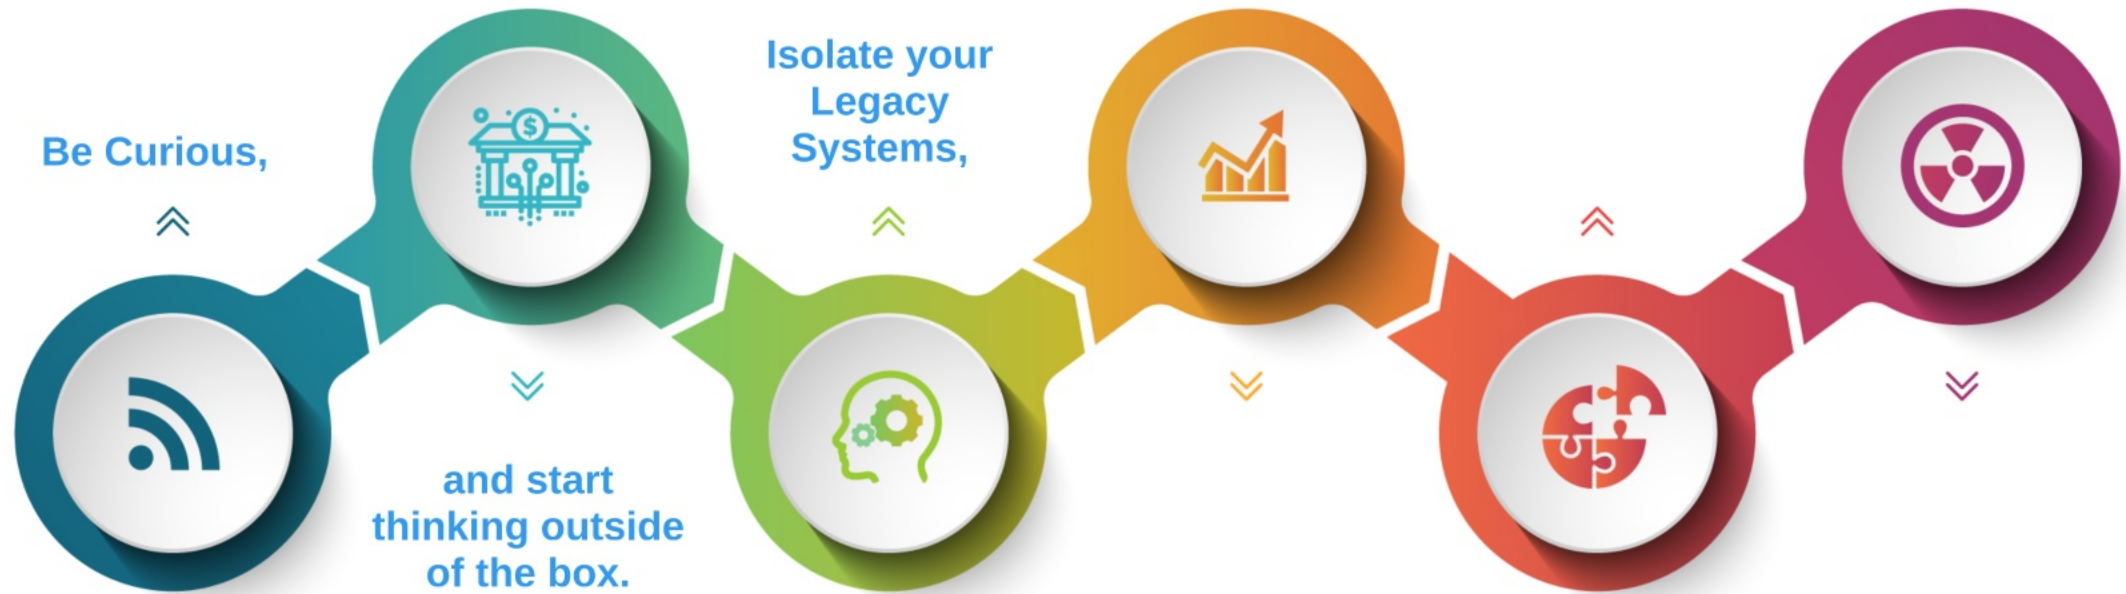 Be Curious,
and start
thinking outside
of the box.
Isolate your
Legacy
Systems,
$